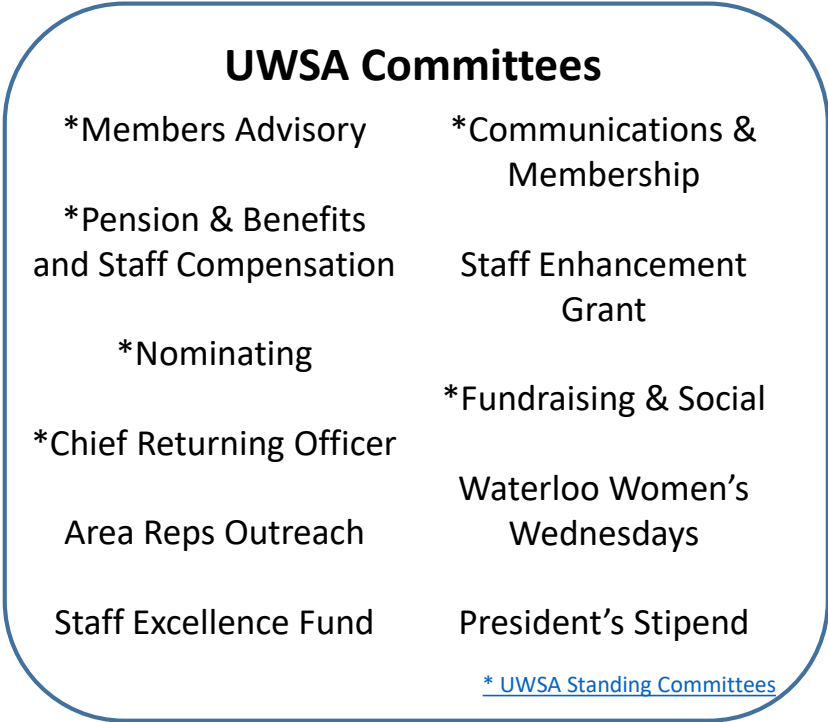 UWSA Committees
*Members Advisory
*Pension & Benefits
and Staff Compensation
*Nominating
*Chief Returning Officer
Area Reps Outreach
Staff Excellence Fund
*Communications &
Membership
Staff Enhancement
Grant
*Fundraising & Social
Waterloo Women’s
Wednesdays
President’s Stipend
* UWSA Standing Committees